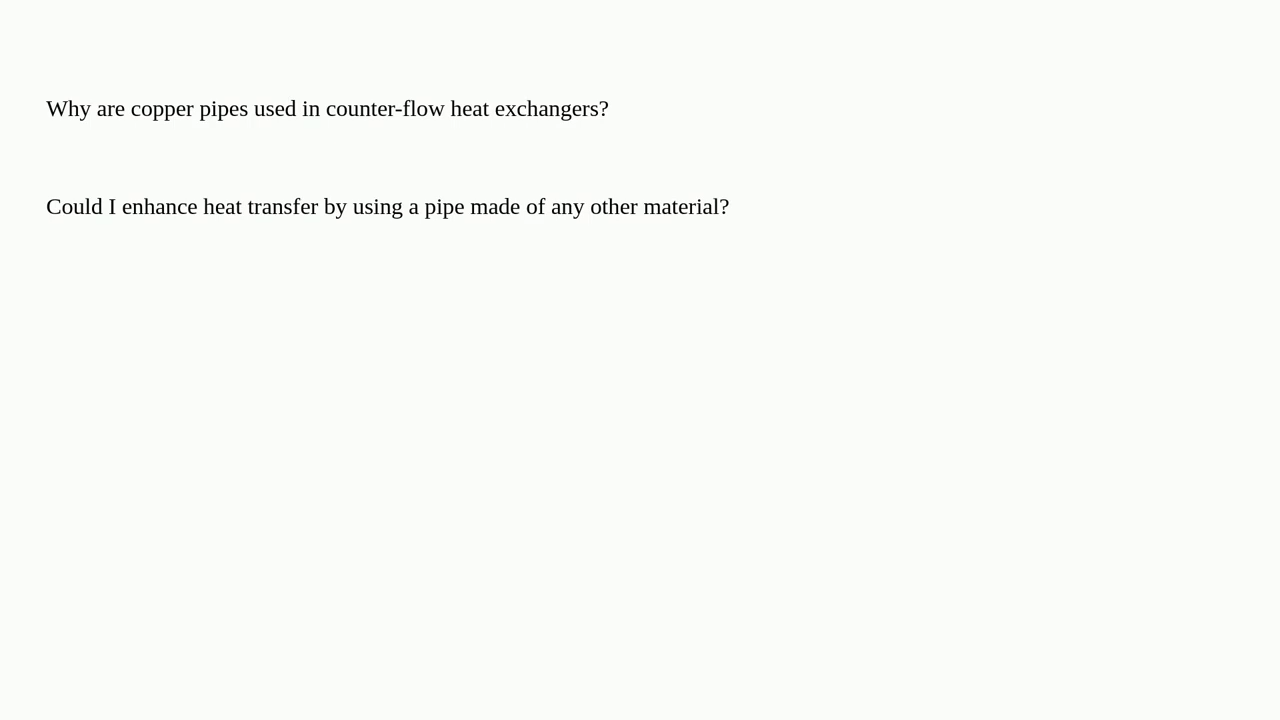 Why are copper pipes used in counter-flow heat exchangers?
Could I enhance heat transfer by using a pipe made of any other material?